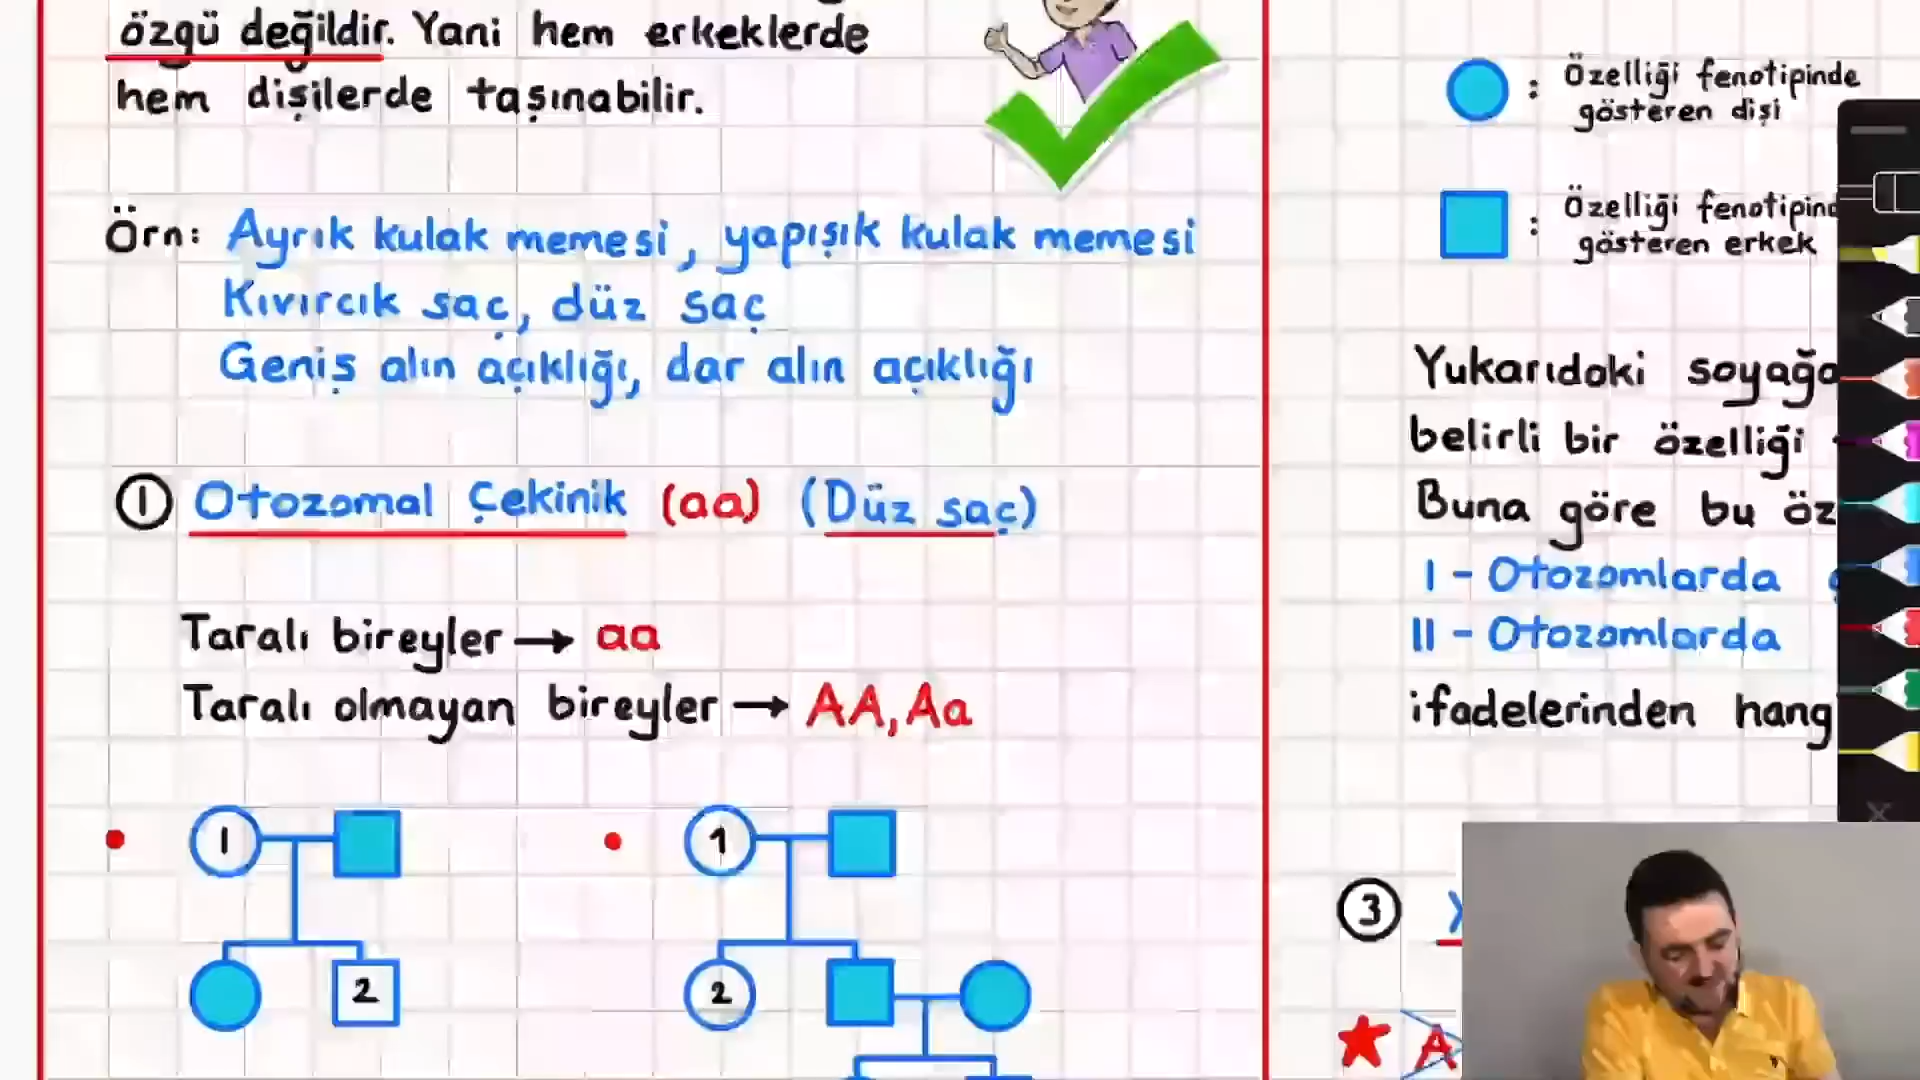 özgü değildir. Yani hem erkeklerde
hem dişilerde taşınabilir.
Örn: Ayrık kulak memesi, yapışık kulak memesi
Kıvırcık saç, düz saç
Geniş alın açıklığı, dar alın açıklığı
1 Otozomal Çekinik (aa) (Düz saç)
Taralı bireyler → aa
Taralı olmayan bireyler → AA, Aa
1
1
2
2
: Özelliği fenotipinde
gösteren dişi
: Özelliği fenotipind
gösteren erkek
Yukarıdaki soyağa
belirli bir özelliği
Buna göre bu öz
I - Otozomlarda
II - Otozomlarda
ifadelerinden hang
3
A